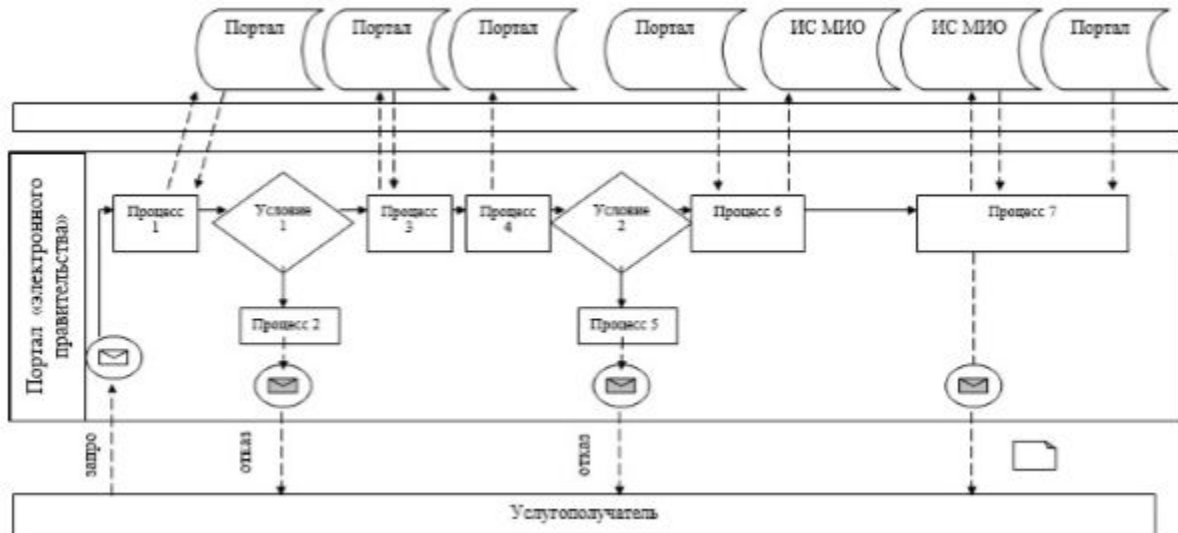 Портал
Портал
Портал
Портал
ИС МИО
ИС МИО
Портал
Портал «электронного
правительства»
Процесс
1
Условие
1
Процесс
3
Процесс
4
Условие
2
Процесс 6
Процесс 7
Процесс 2
Процесс 5
запро
отказ
отказ
Услугополучатель